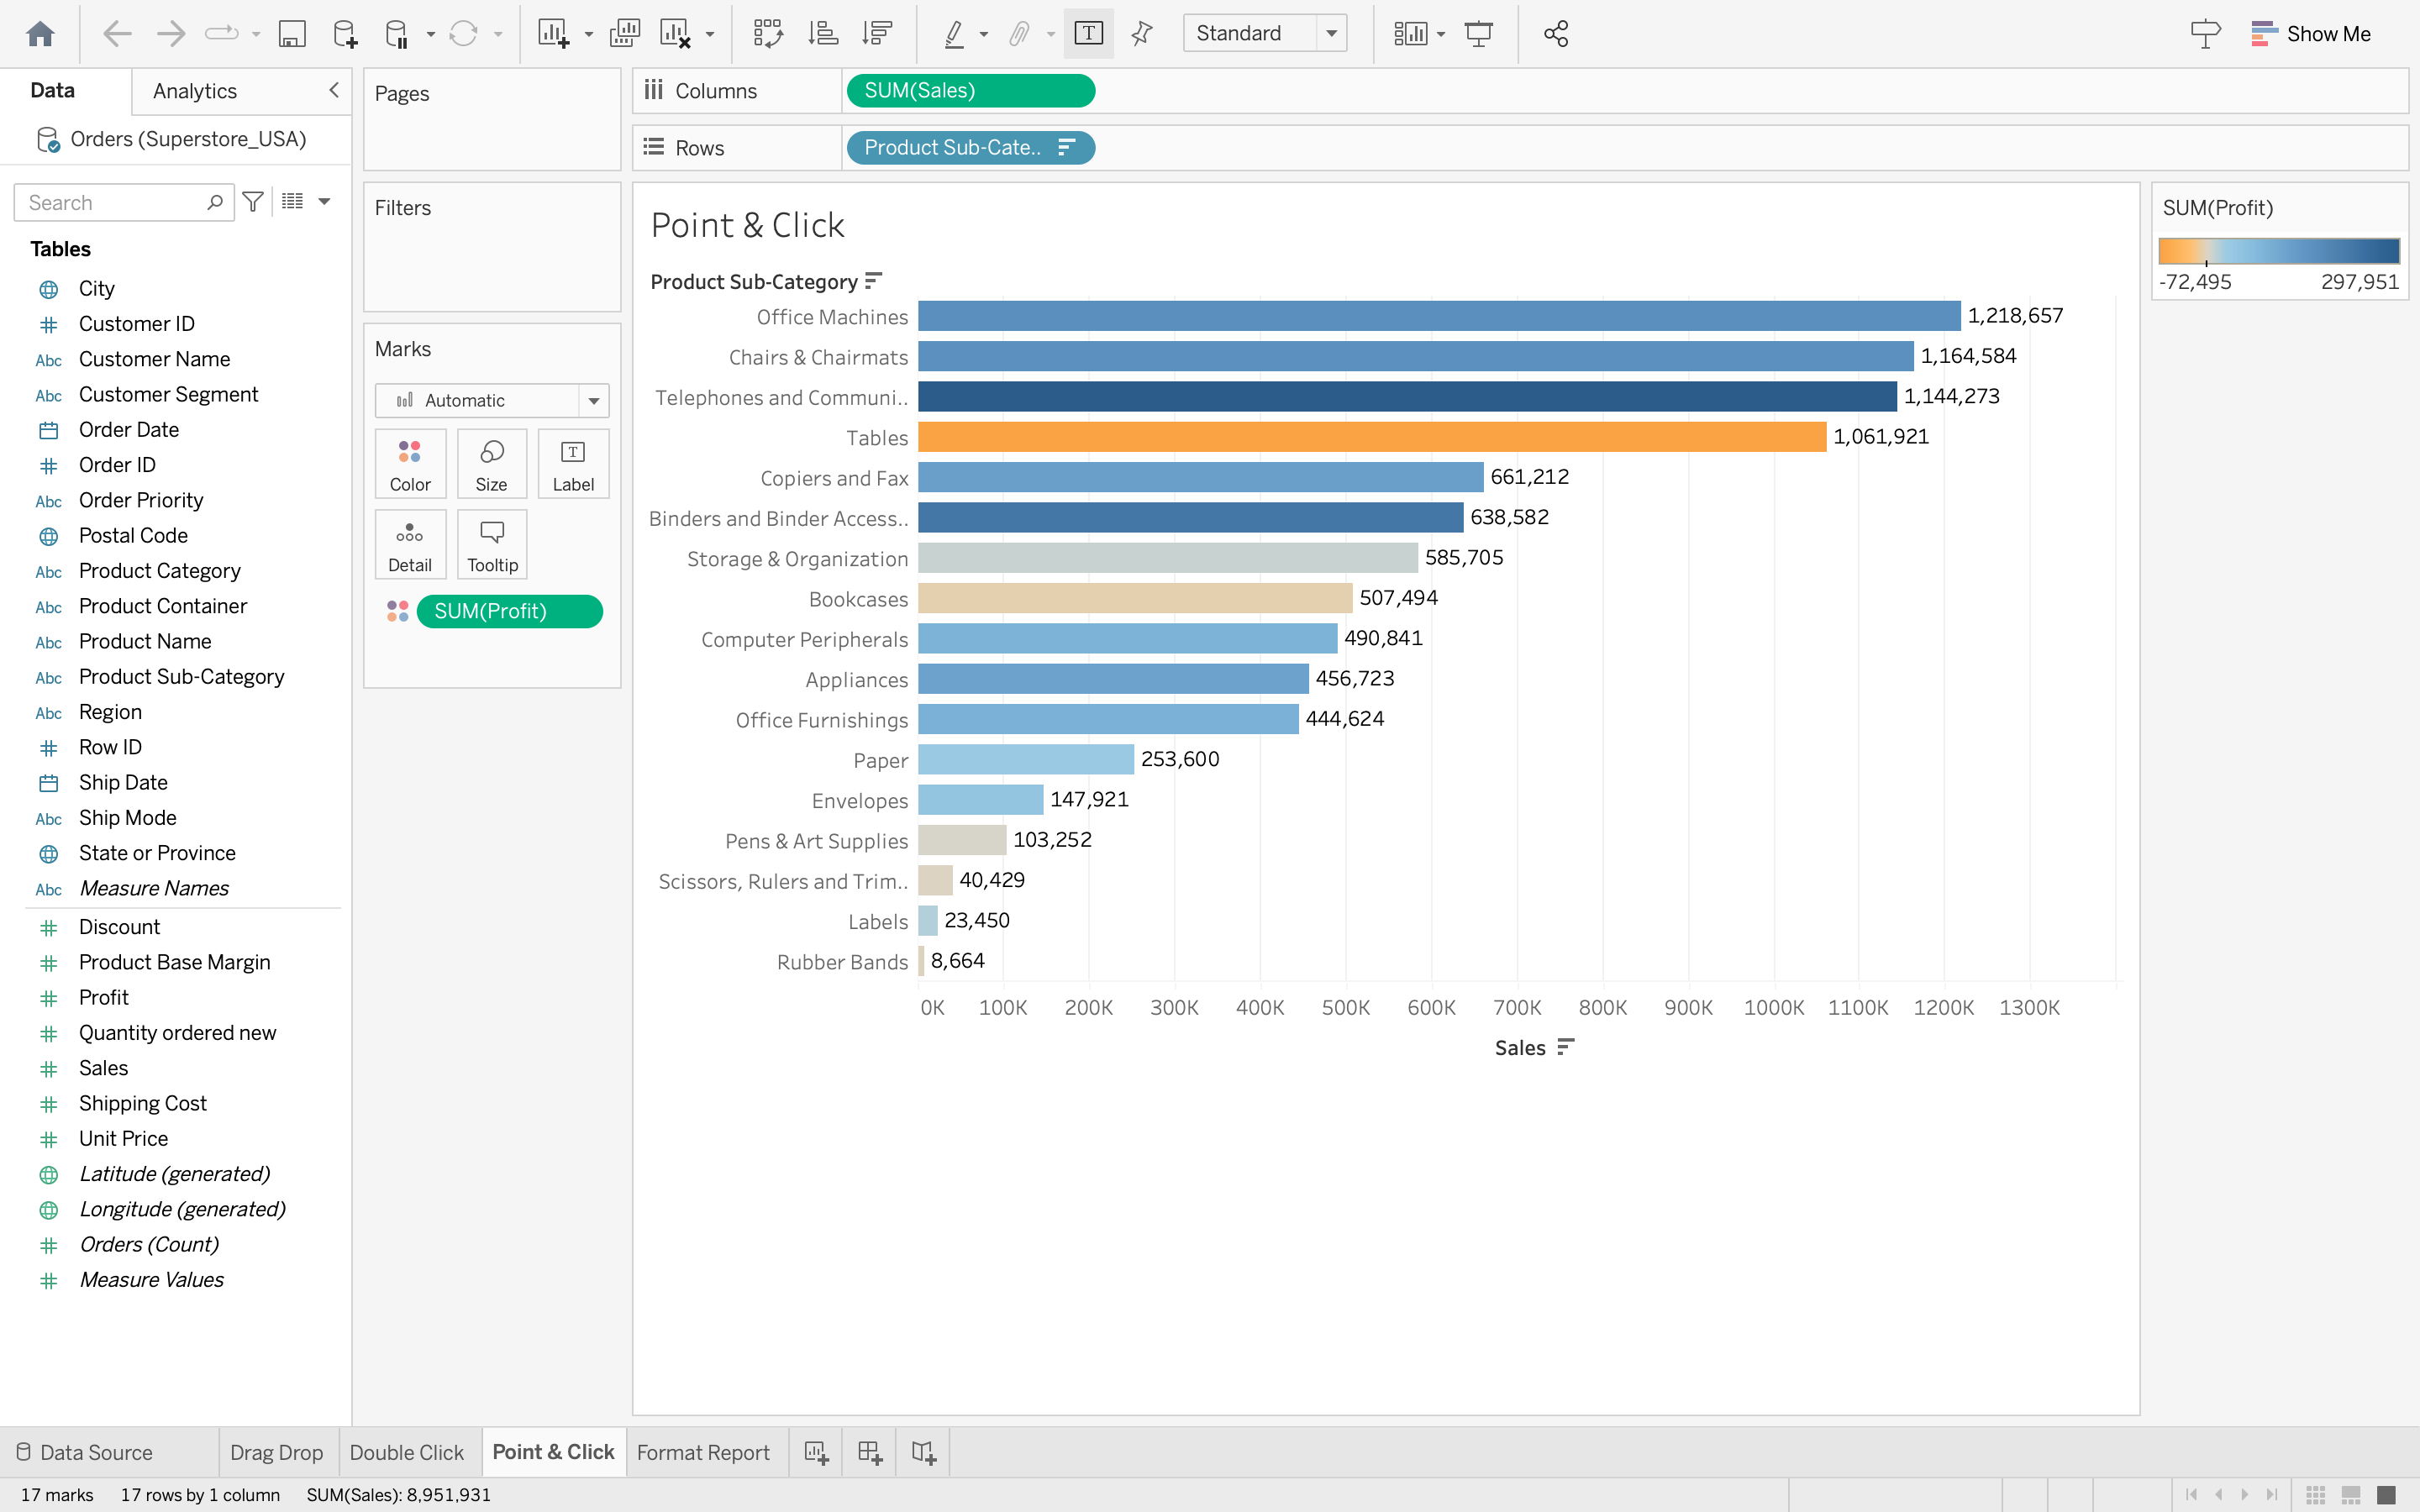 Standard
Show Me
Data
Analytics
Orders (Superstore_USA)
Search
Tables
City
Customer ID
Abc Customer Name
Abc Customer Segment
Order Date
Order ID
Abc Order Priority
Postal Code
Abc Product Category
Abc Product Container
Abc Product Name
Abc Product Sub-Category
Abc Region
Row ID
Ship Date
Abc Ship Mode
State or Province
Abc Measure Names
Discount
Product Base Margin
Profit
Quantity ordered new
Sales
Shipping Cost
Unit Price
Latitude (generated)
Longitude (generated)
Orders (Count)
Measure Values
Pages
Filters
Marks
Automatic
Color Size Label
Detail Tooltip
SUM(Profit)
Columns SUM(Sales)
Rows Product Sub-Cate..
Point & Click
Product Sub-Category
Office Machines 1,218,657
Chairs & Chairmats 1,164,584
Telephones and Communi.. 1,144,273
Tables 1,061,921
Copiers and Fax 661,212
Binders and Binder Access.. 638,582
Storage & Organization 585,705
Bookcases 507,494
Computer Peripherals 490,841
Appliances 456,723
Office Furnishings 444,624
Paper 253,600
Envelopes 147,921
Pens & Art Supplies 103,252
Scissors, Rulers and Trim.. 40,429
Labels 23,450
Rubber Bands 8,664
0K 100K 200K 300K 400K 500K 600K 700K 800K 900K 1000K 1100K 1200K 1300K
Sales
SUM(Profit)
-72,495 297,951
Data Source Drag Drop Double Click Point & Click Format Report
17 marks 17 rows by 1 column SUM(Sales): 8,951,931